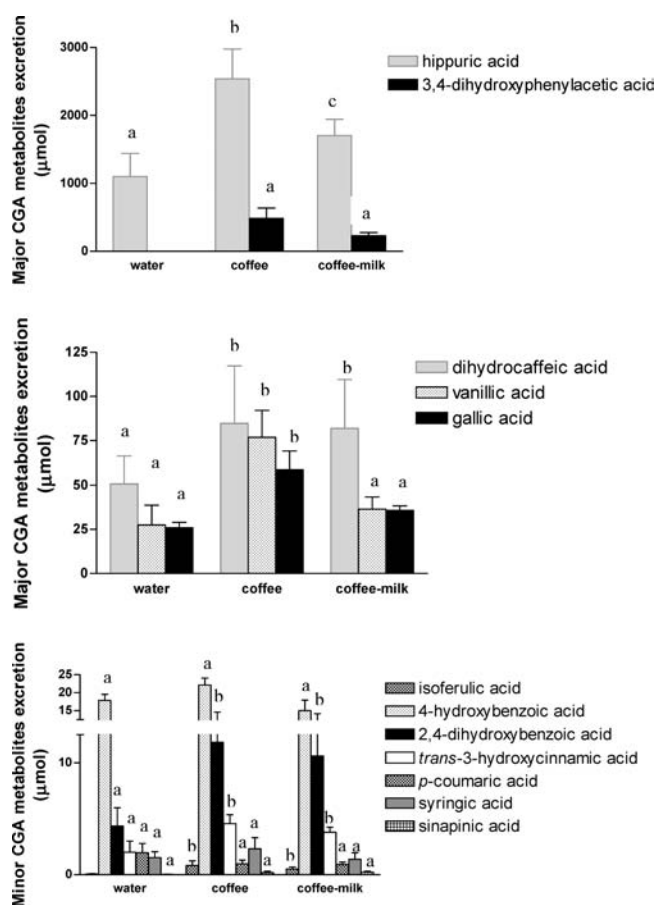 Major CGA metabolites excretion
(µmol)
3000
2000
1000
0
a
b
a
c
a
water
coffee
coffee-milk
hippuric acid
3,4-dihydroxyphenylacetic acid
Major CGA metabolites excretion
(µmol)
125
100
75
50
25
0
a
a
a
b
b
b
b
a
a
water
coffee
coffee-milk
dihydrocaffeic acid
vanillic acid
gallic acid
Minor CGA metabolites excretion
(µmol)
25
20
15
10
0
a
a
a
a
a
a
b
a
b
b
a
a
a
b
a
b
b
a
a
a
water
coffee
coffee-milk
isoferulic acid
4-hydroxybenzoic acid
2,4-dihydroxybenzoic acid
trans-3-hydroxycinnamic acid
p-coumaric acid
syringic acid
sinapinic acid